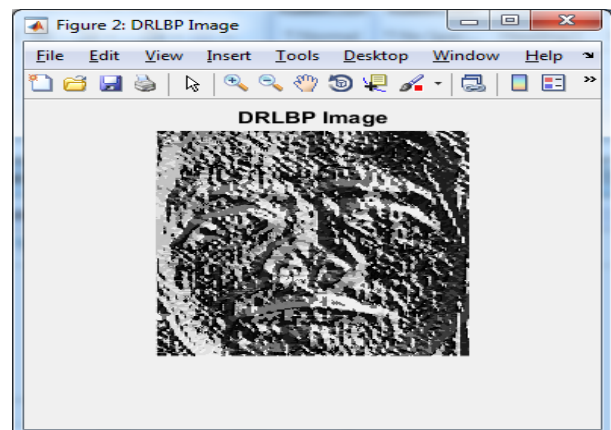 Figure 2: DRLBP Image
File Edit View Insert Tools Desktop Window Help
DRLBP Image